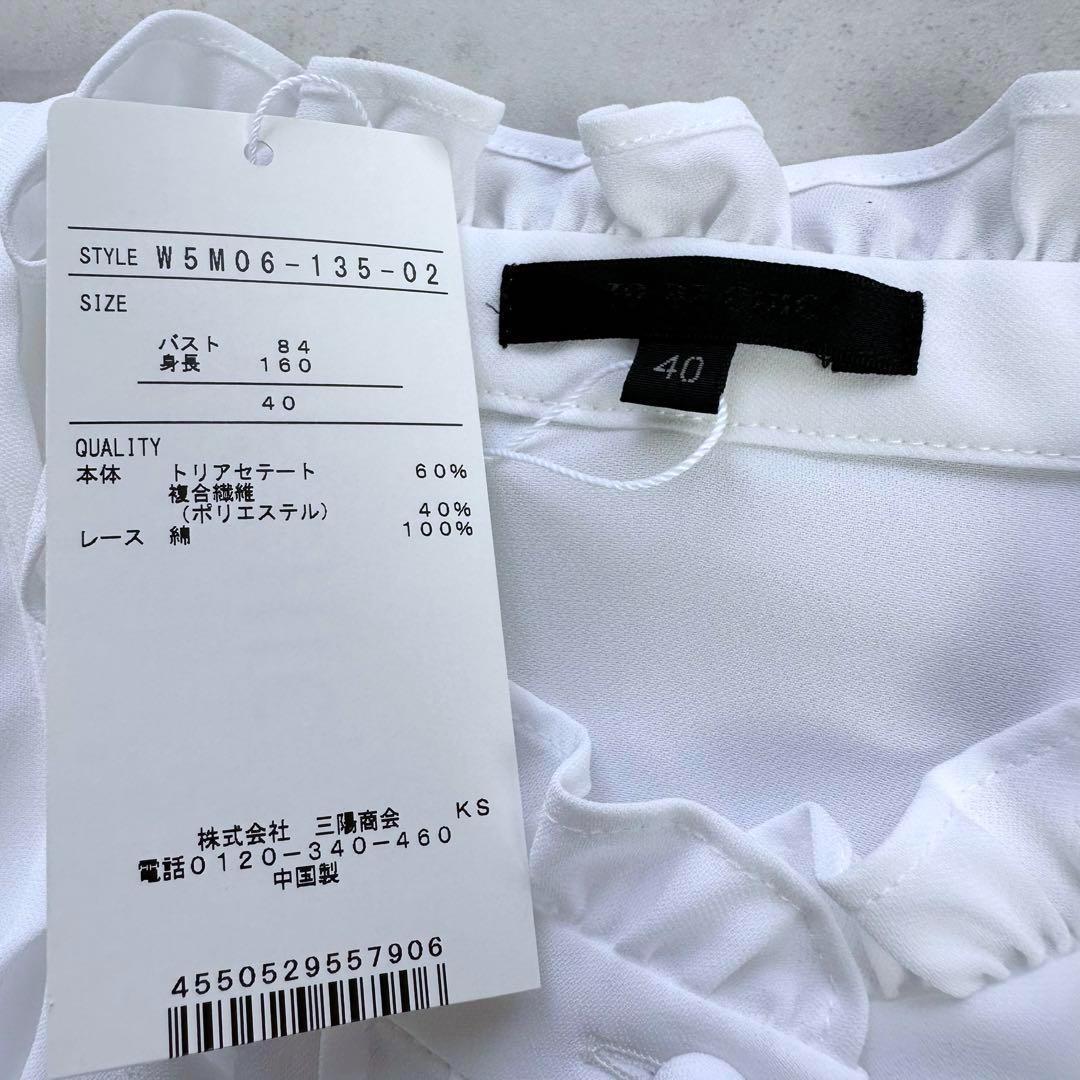 STYLE W5M06-135-02
SIZE
バスト 84
身長 160
40
QUALITY
本体 トリアセテート 60%
複合繊維
(ポリエステル) 40%
レース 綿 100%
株式会社 三陽商会 KS
電話0120-340-460
中国製
4550529557906
40